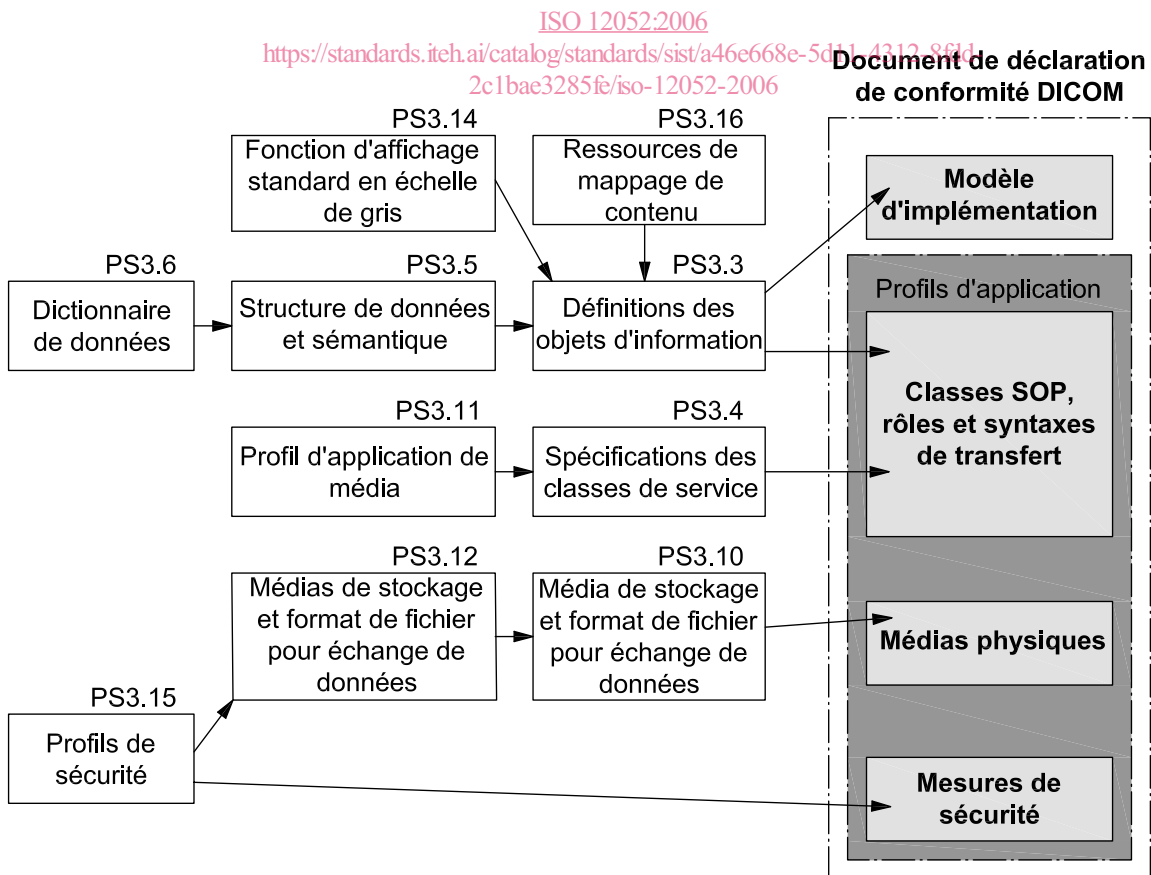 ISO 12052:2006
https://standards.iteh.ai/catalog/standards/sist/a46e668e-5d11-4312-8fdd-
2c1bae3285fe/iso-12052-2006
Document de déclaration
de conformité DICOM
PS3.14
Fonction d'affichage
standard en échelle
de gris
PS3.16
Ressources de
mappage de
contenu
Modèle
d'implémentation
PS3.6
Dictionnaire
de données
PS3.5
Structure de données
et sémantique
PS3.3
Définitions des
objets d'information
Profils d'application
Classes SOP,
rôles et syntaxes
de transfert
PS3.11
Profil d'application de
média
PS3.4
Spécifications des
classes de service
PS3.12
Médias de stockage
et format de fichier
pour échange de
données
PS3.10
Média de stockage
et format de fichier
pour échange de
données
Médias physiques
PS3.15
Profils de
sécurité
Mesures de
sécurité